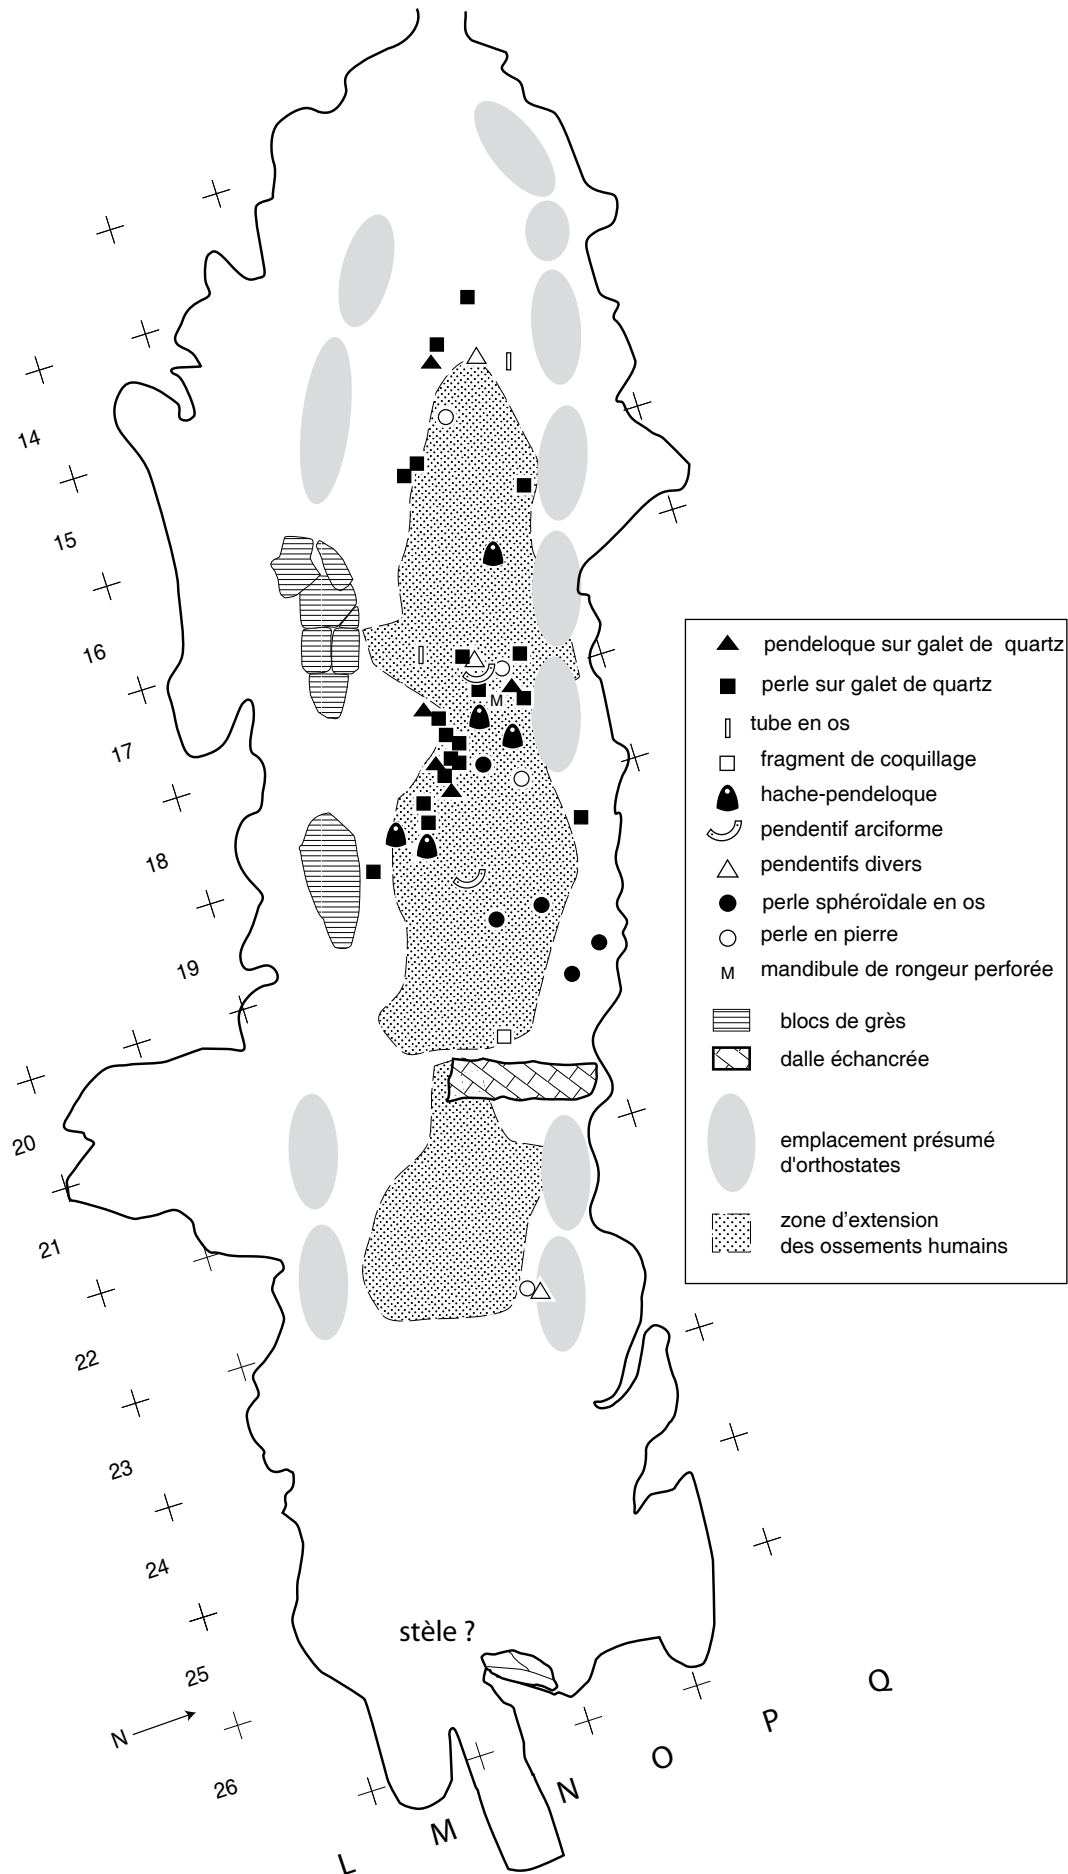 14
15
16
17
18
19
20
21
22
23
24
25
26
M
pendeloque sur galet de quartz
perle sur galet de quartz
tube en os
fragment de coquillage
hache-pendeloque
pendentif arciforme
pendentifs divers
perle sphéroïdale en os
perle en pierre
M mandibule de rongeur perforée
blocs de grès
dalle échancrée
emplacement présumé
d'orthostates
zone d'extension
des ossements humains
stèle ?
N
L
M
N
O
P
Q